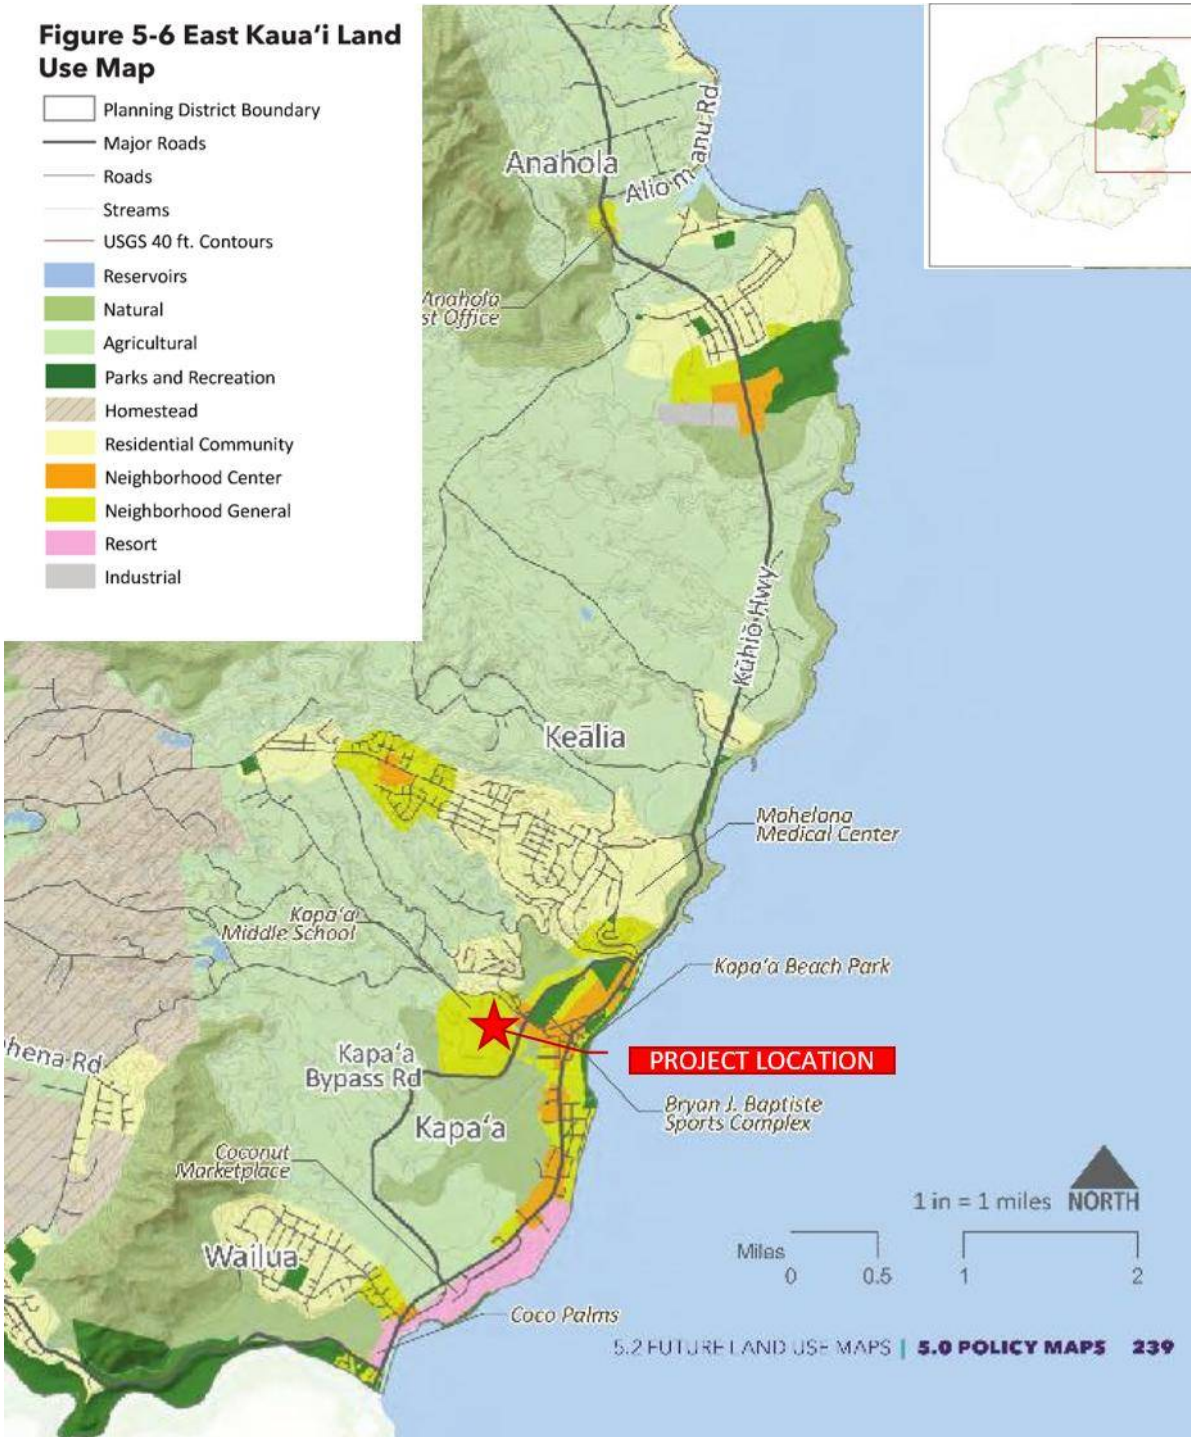 Figure 5-6 East Kaua'i Land
Use Map
Planning District Boundary
Major Roads
Roads
Streams
USGS 40 ft. Contours
Reservoirs
Natural
Agricultural
Parks and Recreation
Homestead
Residential Community
Neighborhood Center
Neighborhood General
Resort
Industrial
Anahola
Aliomanu Rd
Anahola
st Office
Kūhiō Hwy
Keālia
Mahelona
Medical Center
Kapa'a
Middle School
Kapa'a Beach Park
PROJECT LOCATION
Kapa'a
Bypass Rd
hena Rd
Bryan J. Baptiste
Sports Complex
Kapa'a
Coconut
Marketplace
1 in = 1 miles NORTH
Miles
0 0.5 1 2
Wailua
Coco Palms
5.2 FUTURE LAND USE MAPS | 5.0 POLICY MAPS 239